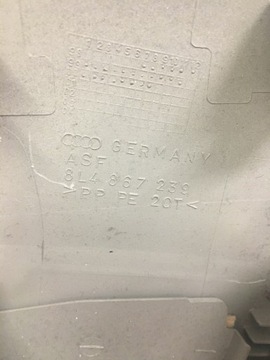 GERMANY
ASF
8L4 867 239
>PP/PE 20T<